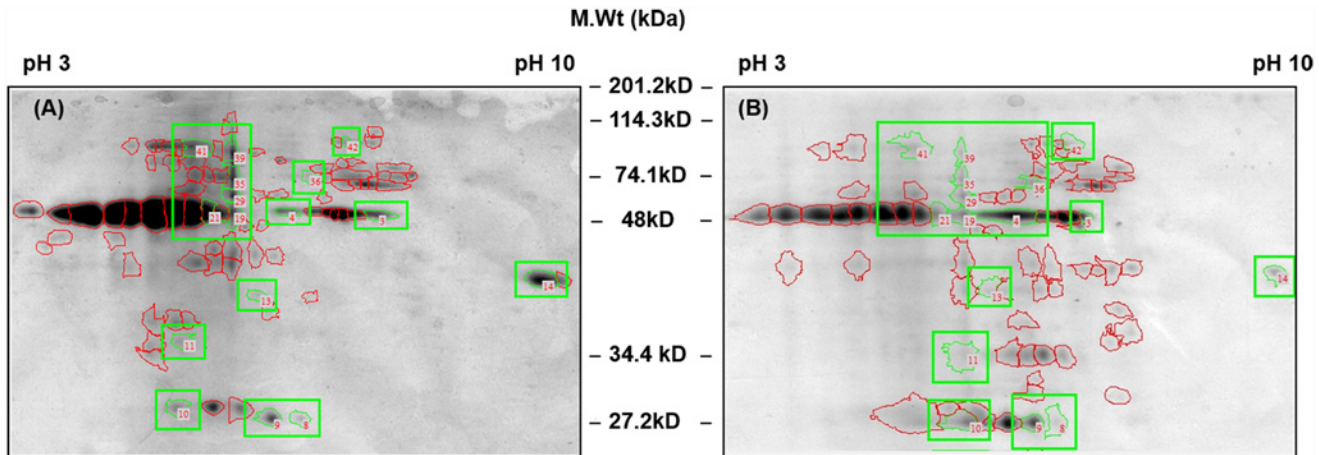 M.Wt (kDa)
pH 3
pH 10
pH 3
pH 10
(A)
(B)
– 201.2kD –
– 114.3kD –
– 74.1kD –
– 48kD –
– 34.4 kD –
– 27.2kD –
41
39
42
35
36
29
21
19
4
3
14
13
11
10
9
8
41
39
42
35
36
29
21
19
4
3
14
13
11
10
9
8